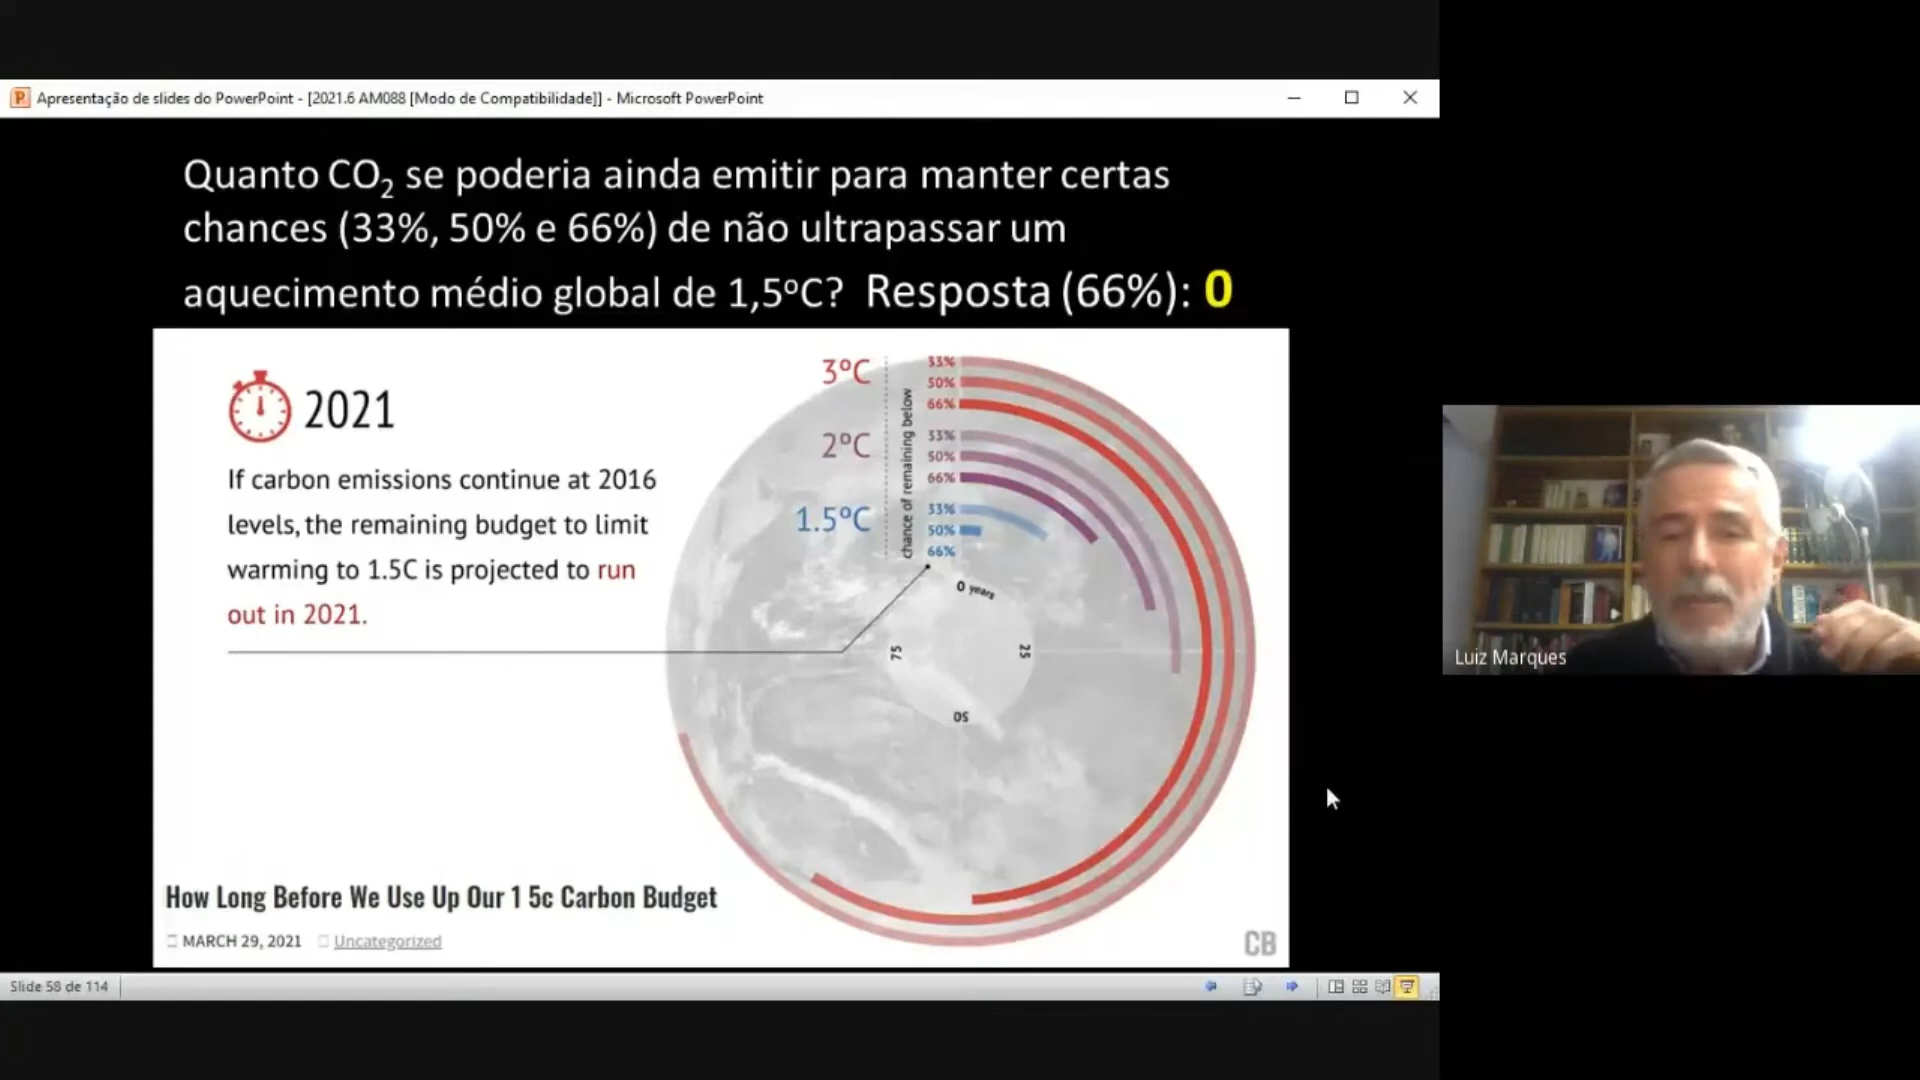 Apresentação de slides do PowerPoint - [2021.6 AM088 [Modo de Compatibilidade]] - Microsoft PowerPoint
Quanto CO₂ se poderia ainda emitir para manter certas
chances (33%, 50% e 66%) de não ultrapassar um
aquecimento médio global de 1,5ºC? Resposta (66%): 0
2021
If carbon emissions continue at 2016
levels, the remaining budget to limit
warming to 1.5C is projected to run
out in 2021.
3ºC
33%
50%
66%
2ºC
33%
50%
66%
1.5ºC
33%
50%
66%
chance of remaining below
0 years
25
50
75
How Long Before We Use Up Our 1 5c Carbon Budget
MARCH 29, 2021 Uncategorized
CB
Slide 58 de 114
Luiz Marques